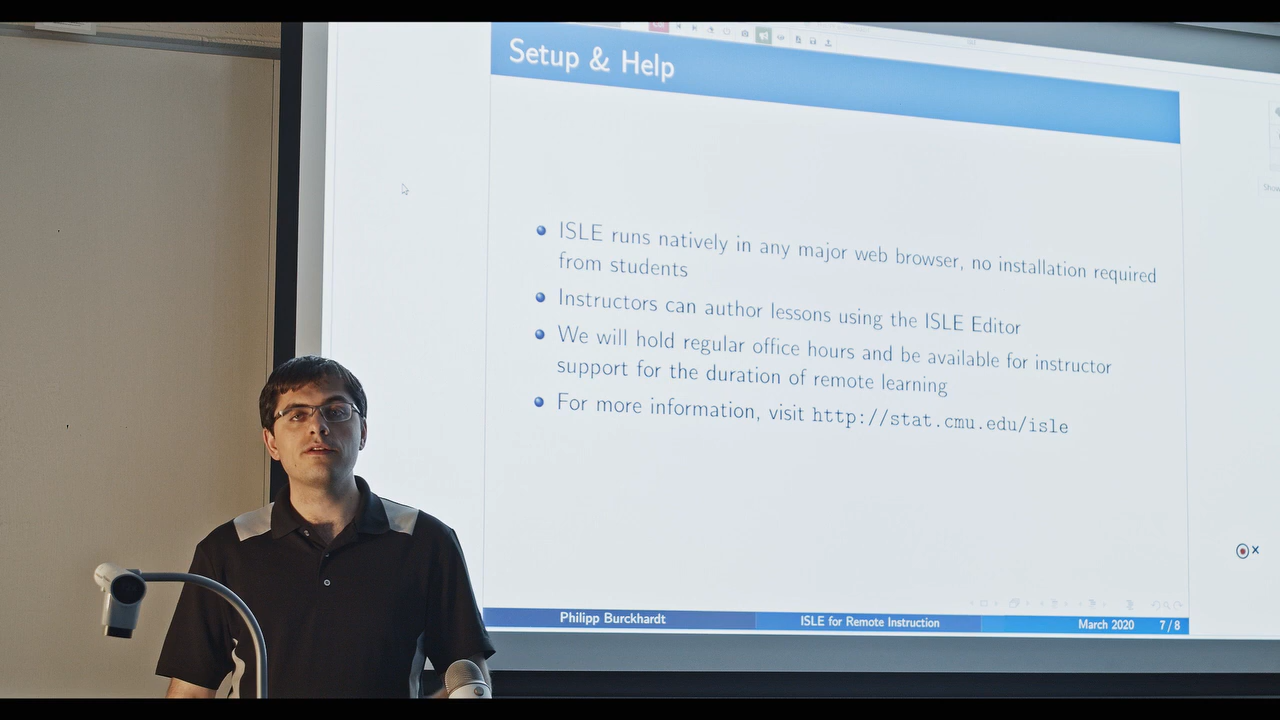 Setup & Help
ISLE runs natively in any major web browser, no installation required
from students
Instructors can author lessons using the ISLE Editor
We will hold regular office hours and be available for instructor
support for the duration of remote learning
For more information, visit http://stat.cmu.edu/isle
Philipp Burckhardt ISLE for Remote Instruction March 2020 7 / 8